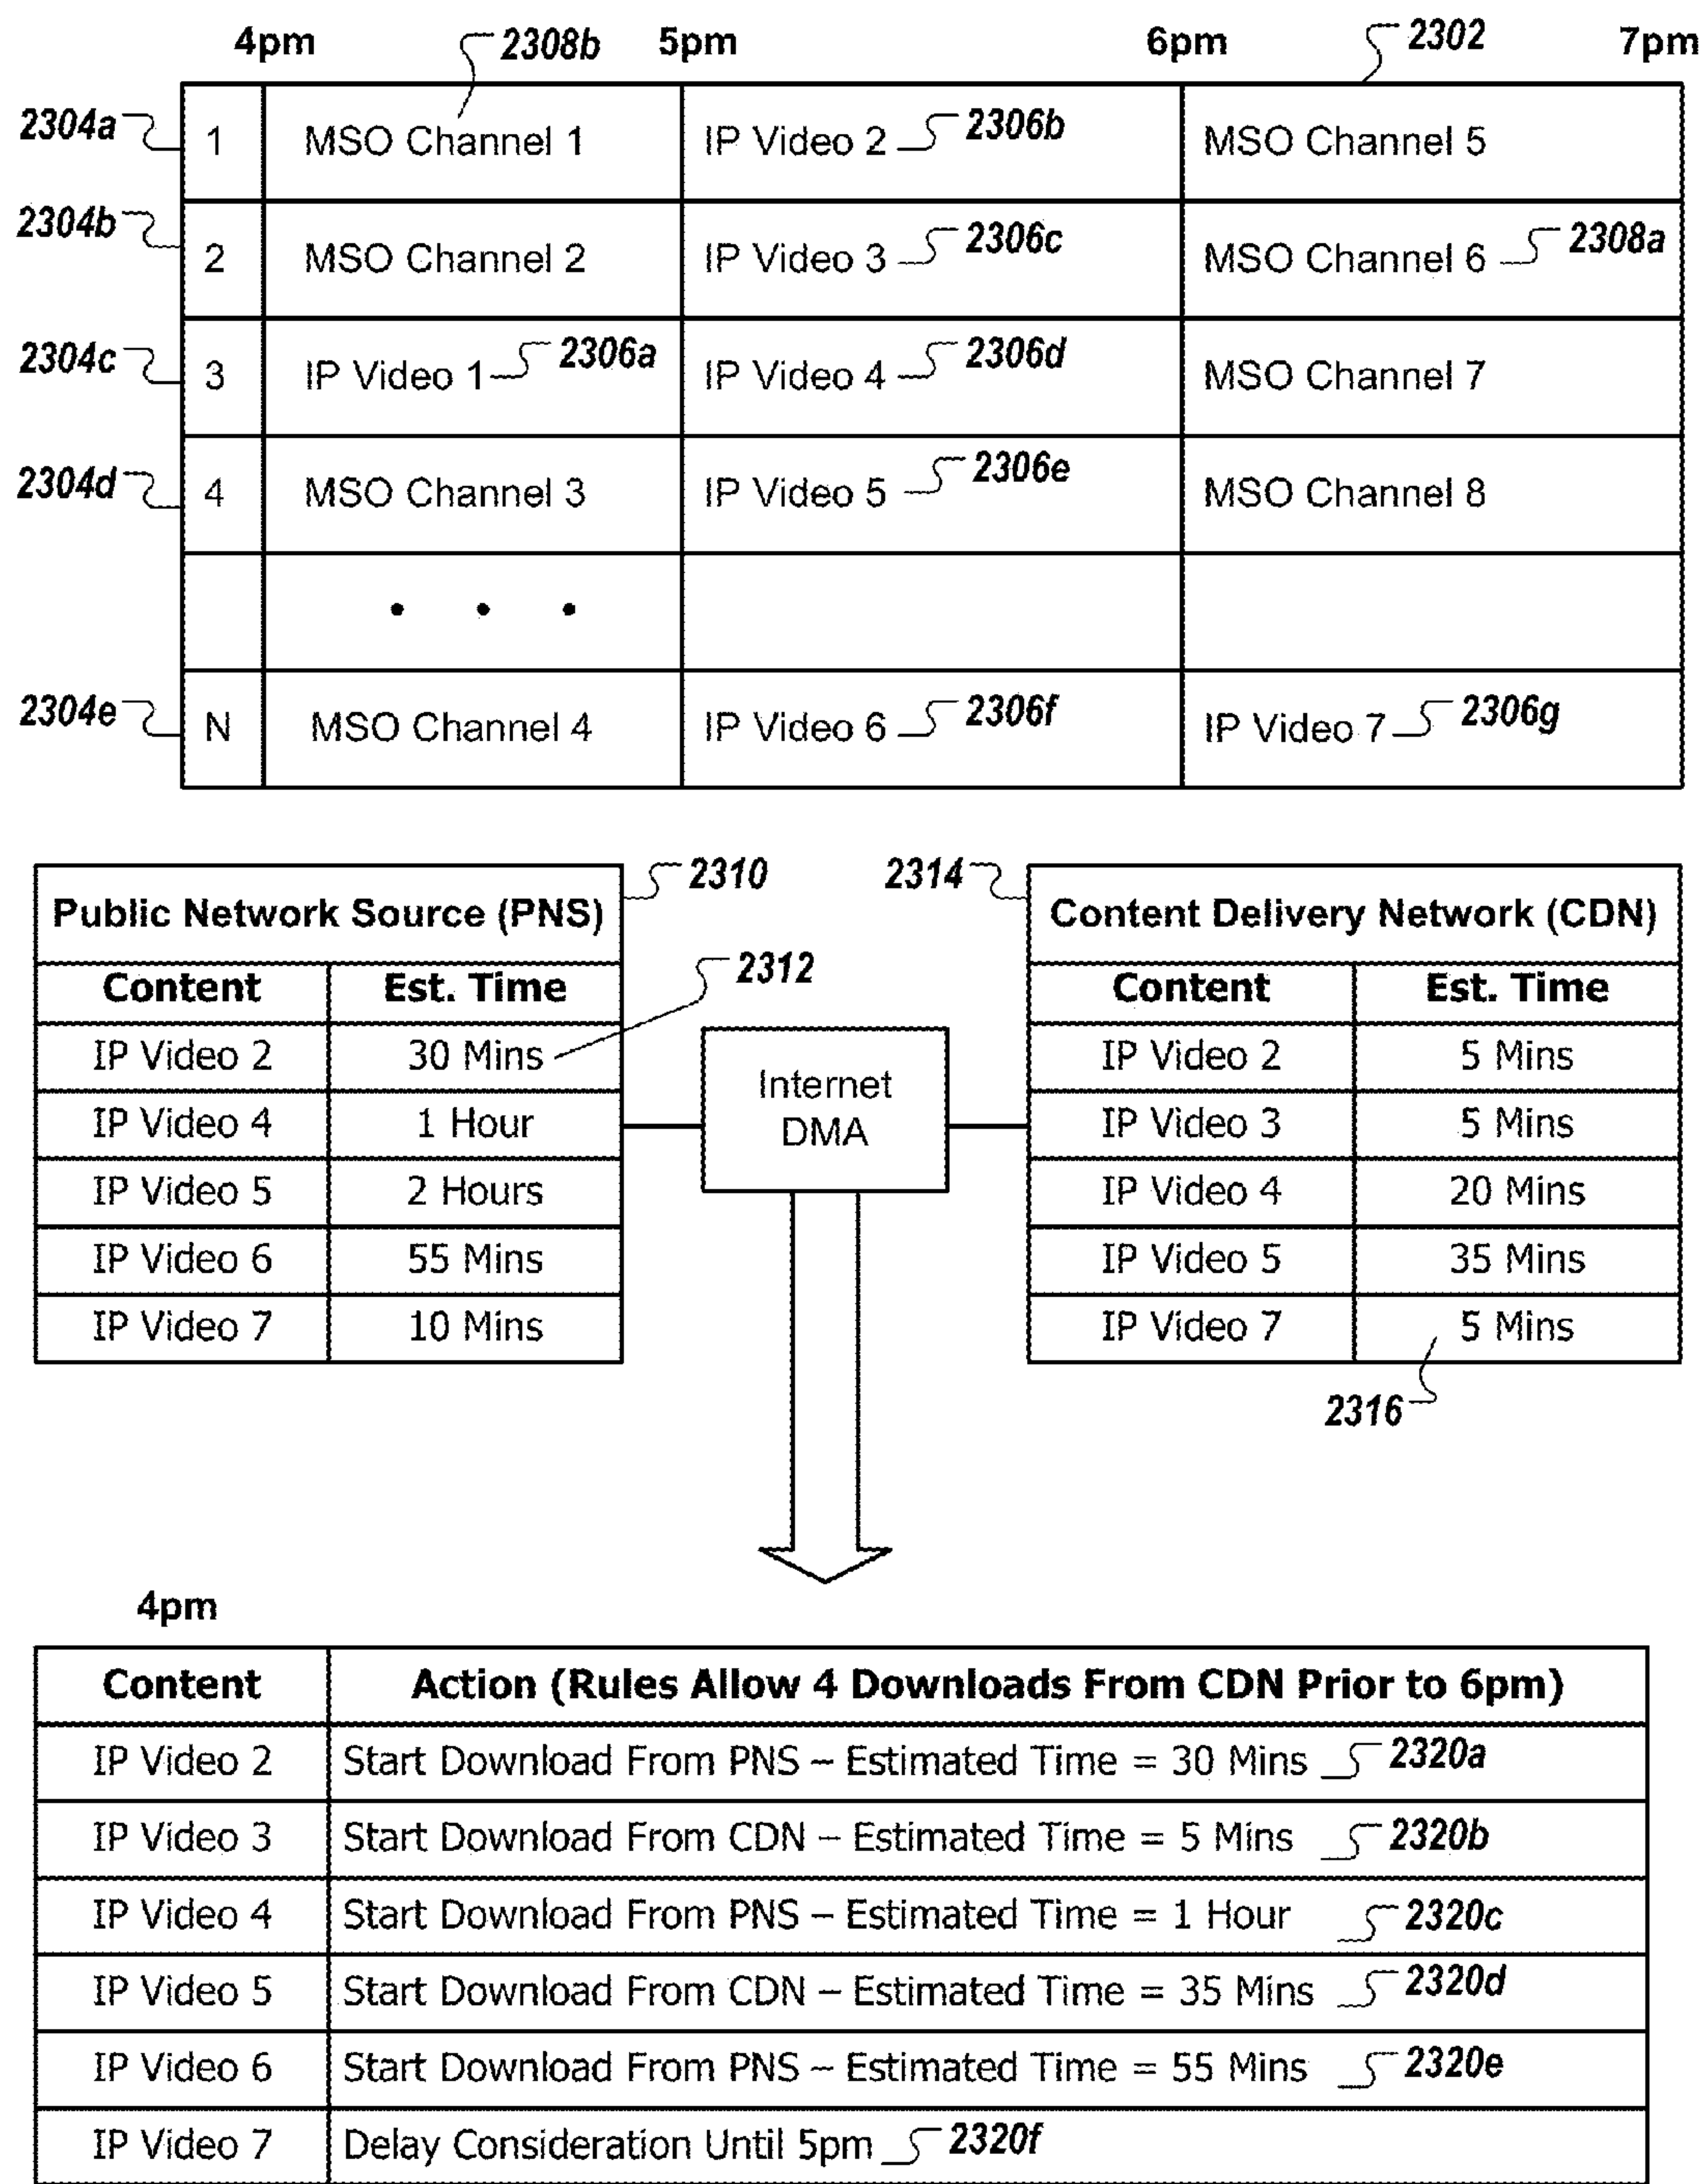 4pm 2308b 5pm 6pm 2302 7pm
2304a 1 MSO Channel 1 IP Video 2 2306b MSO Channel 5
2304b 2 MSO Channel 2 IP Video 3 2306c MSO Channel 6 2308a
2304c 3 IP Video 1 2306a IP Video 4 2306d MSO Channel 7
2304d 4 MSO Channel 3 IP Video 5 2306e MSO Channel 8
• • •
2304e N MSO Channel 4 IP Video 6 2306f IP Video 7 2306g
2310
Public Network Source (PNS)
Content Est. Time
2312
IP Video 2 30 Mins
IP Video 4 1 Hour
IP Video 5 2 Hours
IP Video 6 55 Mins
IP Video 7 10 Mins
Internet
DMA
2314
Content Delivery Network (CDN)
Content Est. Time
IP Video 2 5 Mins
IP Video 3 5 Mins
IP Video 4 20 Mins
IP Video 5 35 Mins
IP Video 7 5 Mins
2316
4pm
Content Action (Rules Allow 4 Downloads From CDN Prior to 6pm)
IP Video 2 Start Download From PNS – Estimated Time = 30 Mins 2320a
IP Video 3 Start Download From CDN – Estimated Time = 5 Mins 2320b
IP Video 4 Start Download From PNS – Estimated Time = 1 Hour 2320c
IP Video 5 Start Download From CDN – Estimated Time = 35 Mins 2320d
IP Video 6 Start Download From PNS – Estimated Time = 55 Mins 2320e
IP Video 7 Delay Consideration Until 5pm 2320f